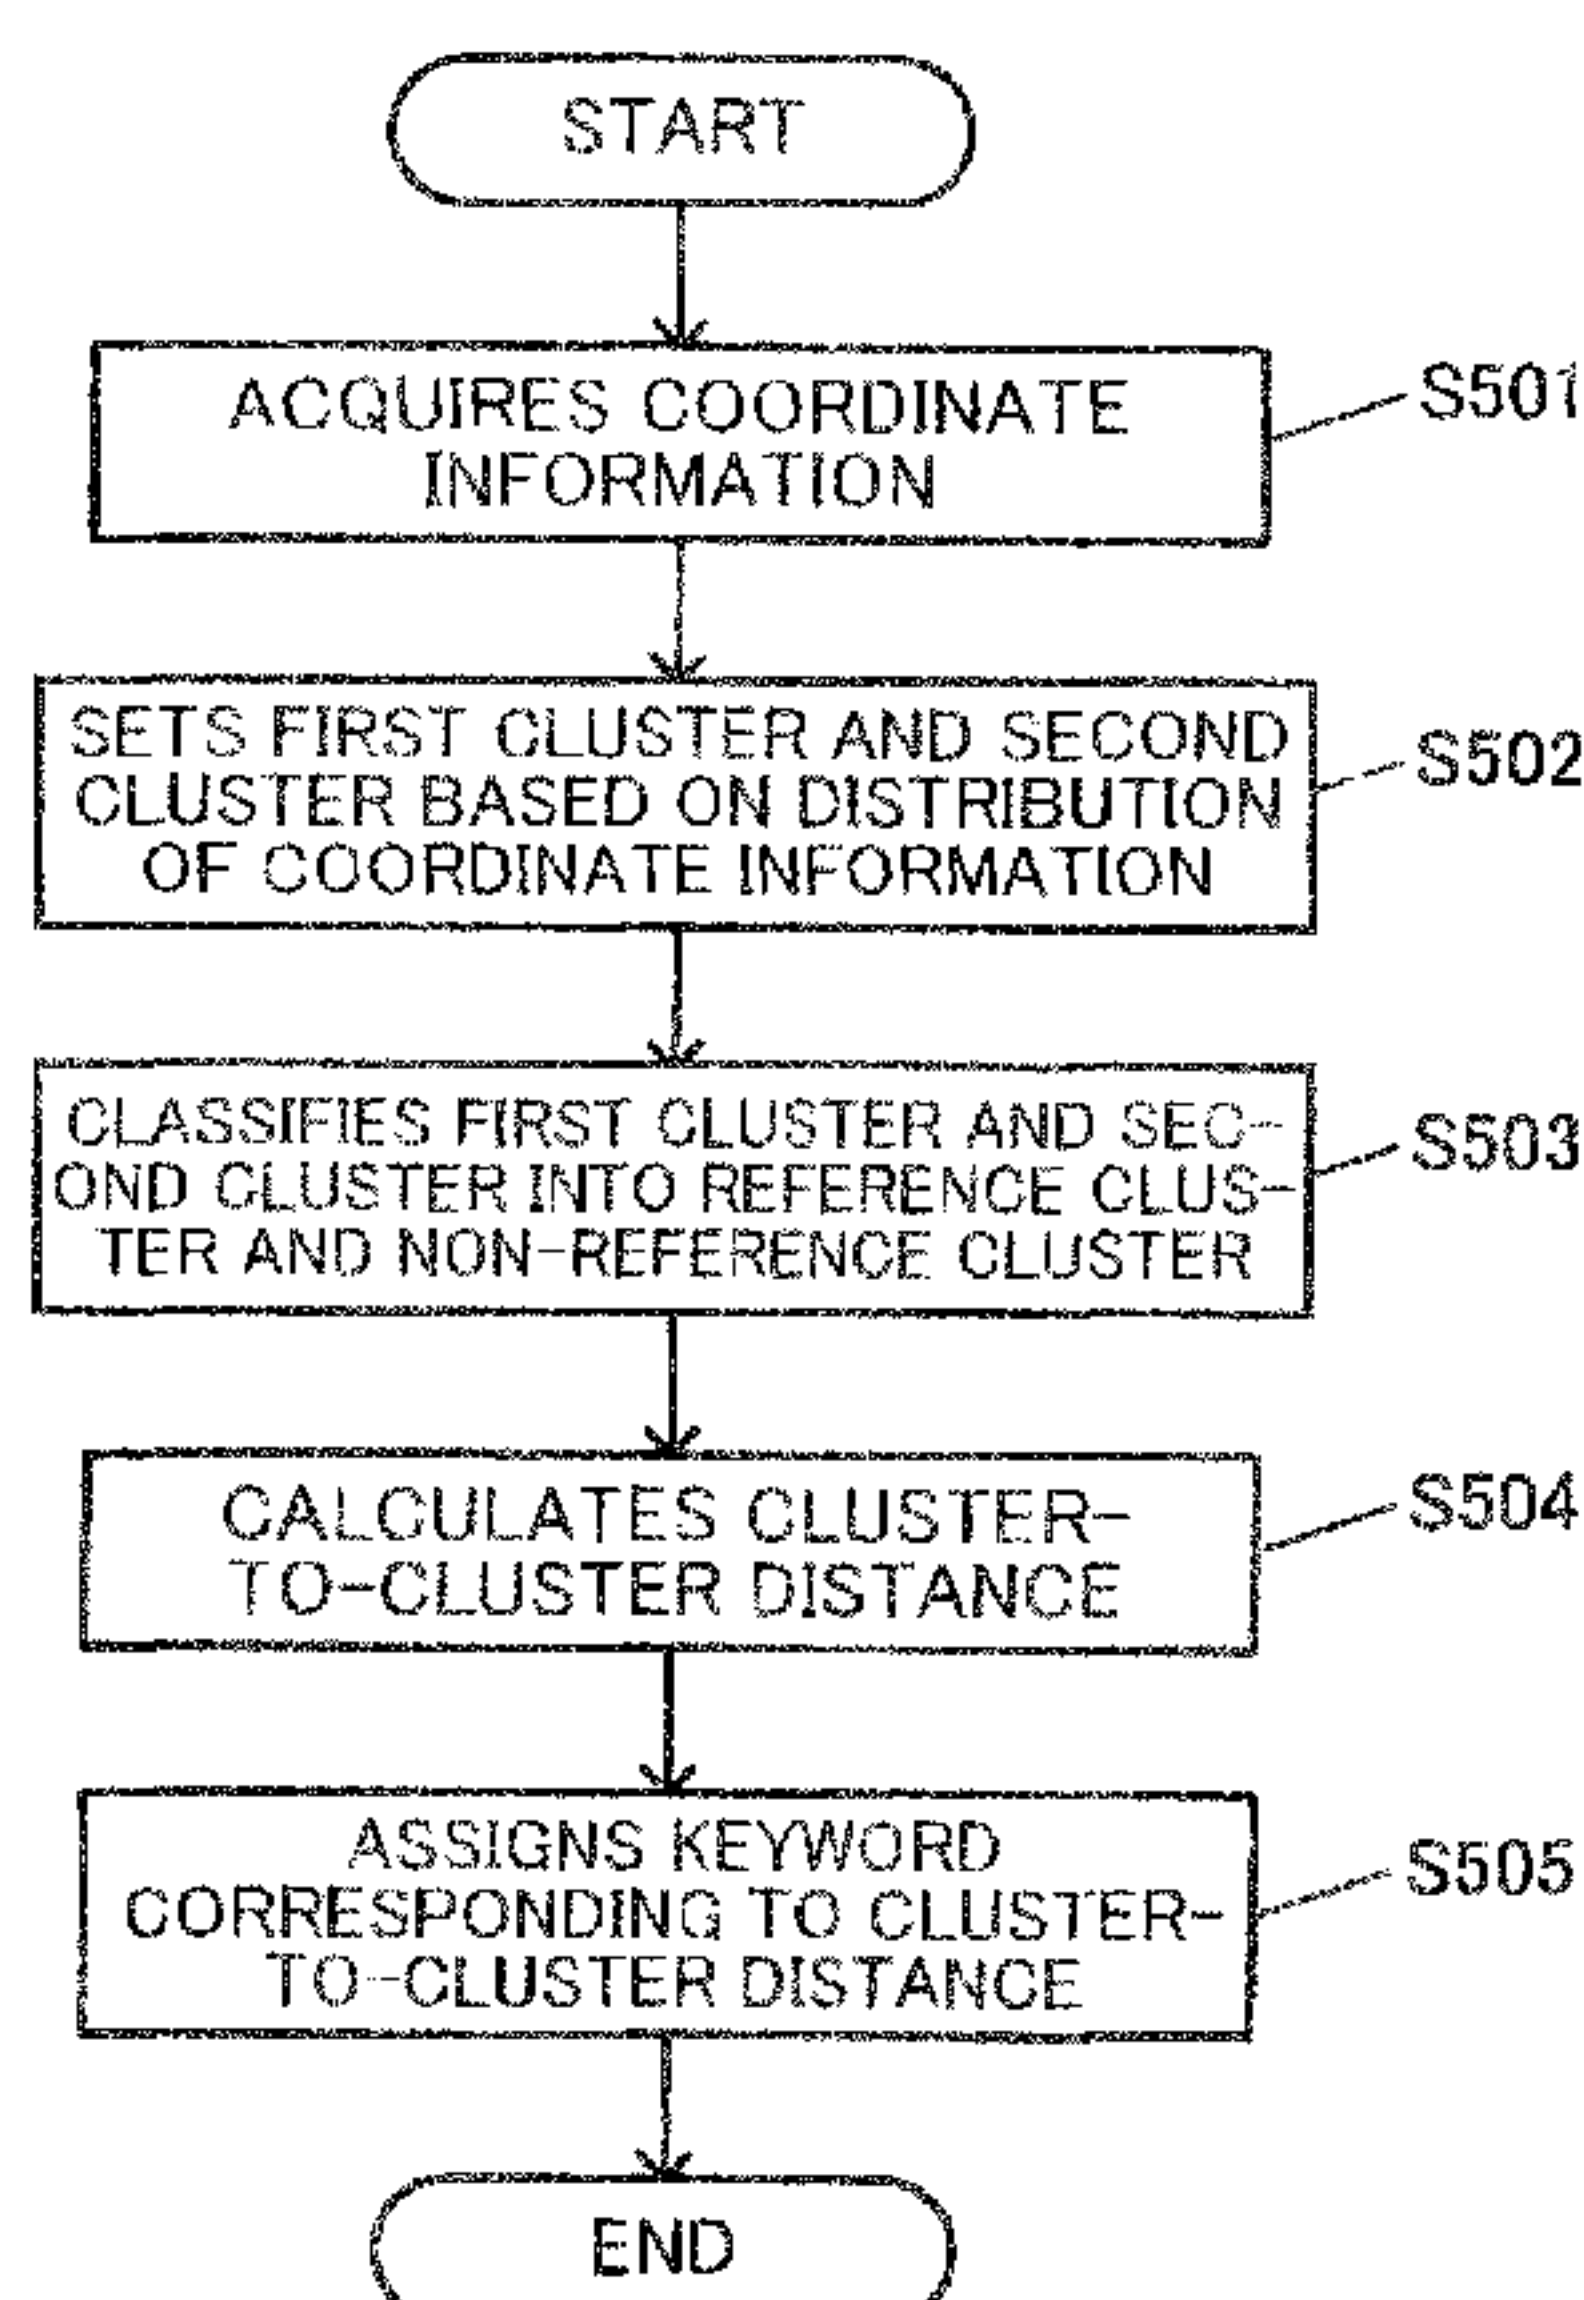 START
ACQUIRES COORDINATE
INFORMATION
S501
SETS FIRST CLUSTER AND SECOND
CLUSTER BASED ON DISTRIBUTION
OF COORDINATE INFORMATION
S502
CLASSIFIES FIRST CLUSTER AND SEC-
OND CLUSTER INTO REFERENCE CLUS-
TER AND NON-REFERENCE CLUSTER
S503
CALCULATES CLUSTER-
TO-CLUSTER DISTANCE
S504
ASSIGNS KEYWORD
CORRESPONDING TO CLUSTER-
TO-CLUSTER DISTANCE
S505
END